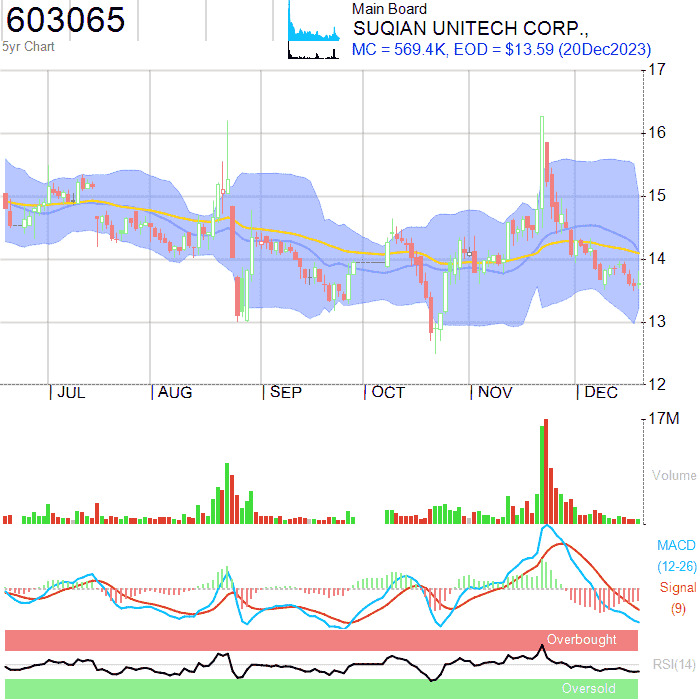 603065
5yr Chart
Main Board
SUQIAN UNITECH CORP.,
MC = 569.4K, EOD = $13.59 (20Dec2023)
17
16
15
14
13
12
JUL AUG SEP OCT NOV DEC
17M
Volume
MACD
(12-26)
Signal
(9)
Overbought
RSI(14)
Oversold